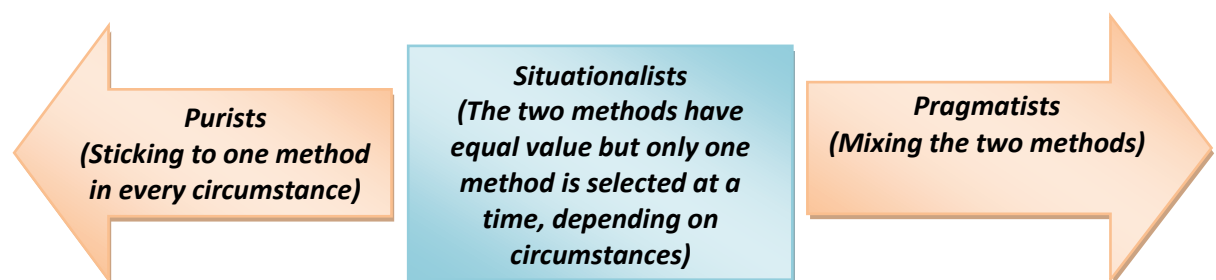 Purists
(Sticking to one method
in every circumstance)
Situationalists
(The two methods have
equal value but only one
method is selected at a
time, depending on
circumstances)
Pragmatists
(Mixing the two methods)